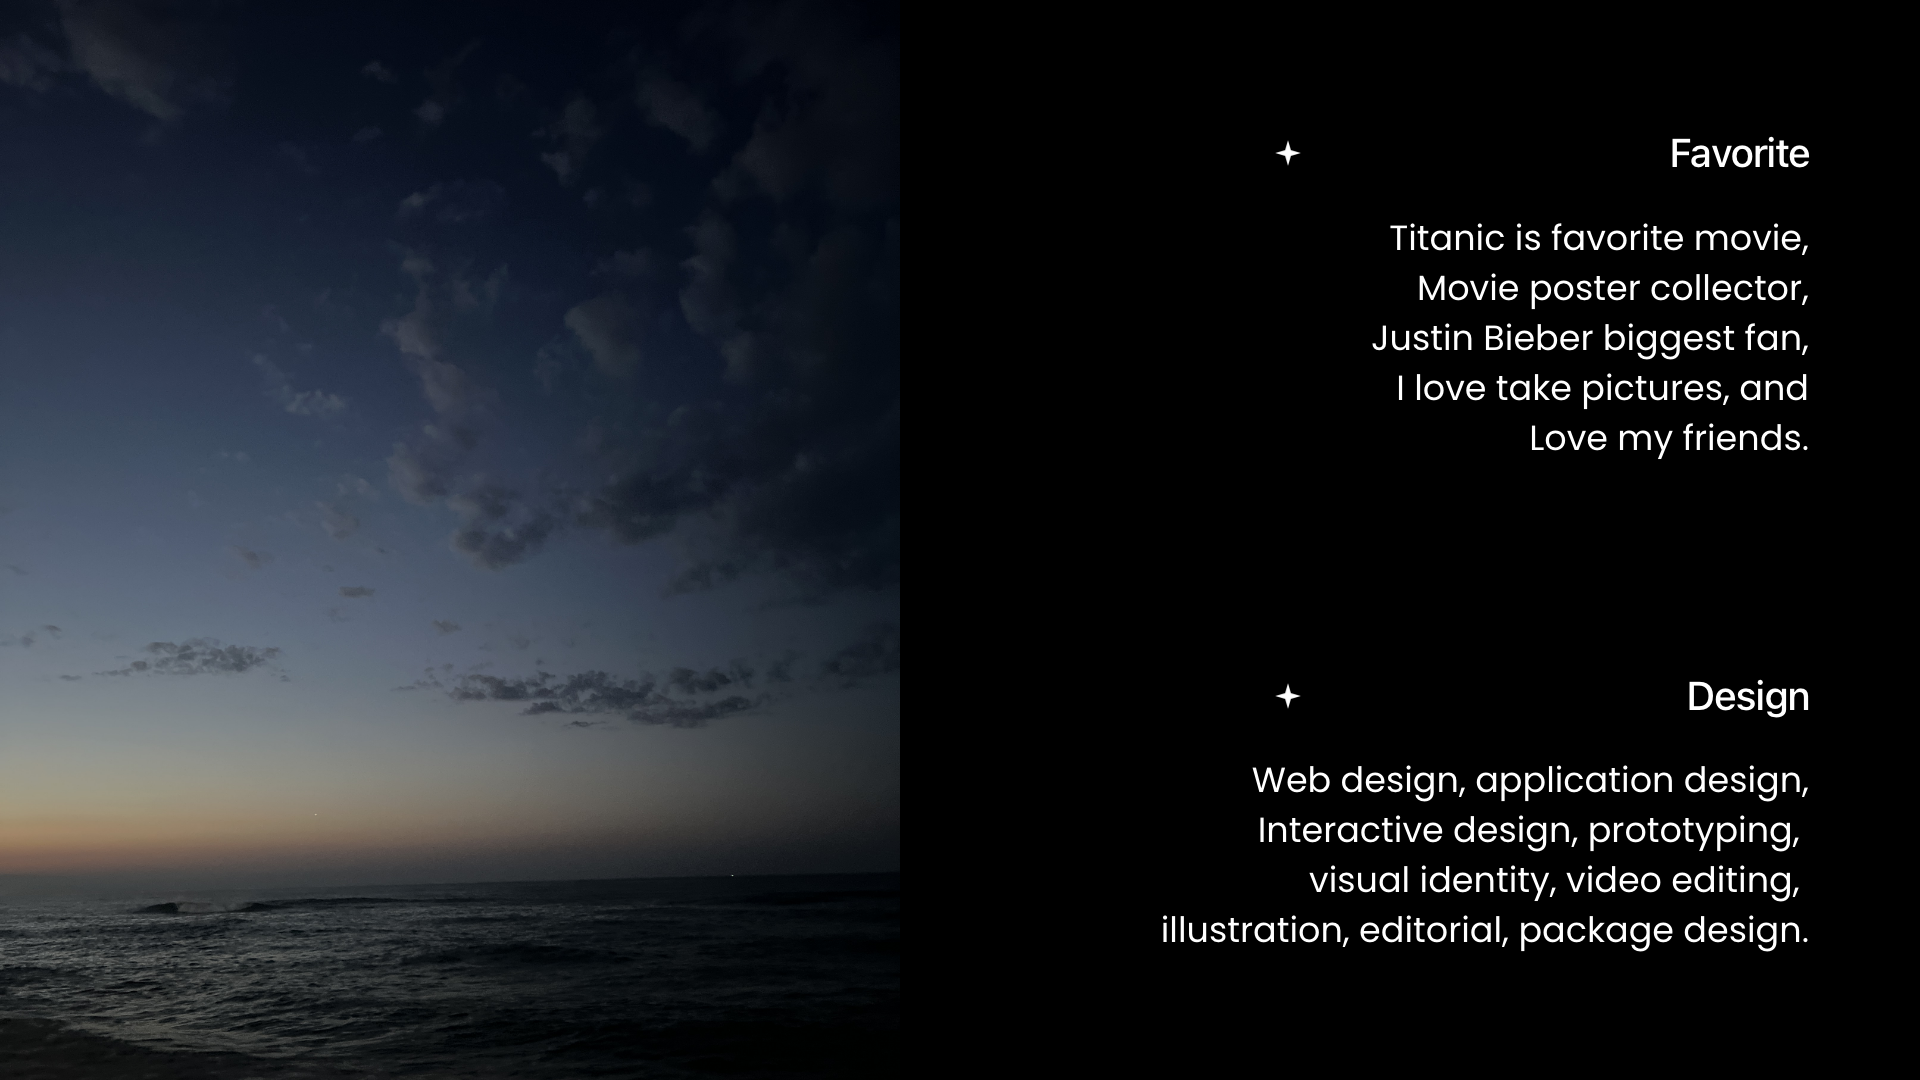 Favorite
Titanic is favorite movie,
Movie poster collector,
Justin Bieber biggest fan,
I love take pictures, and
Love my friends.
Design
Web design, application design,
Interactive design, prototyping,
visual identity, video editing,
illustration, editorial, package design.